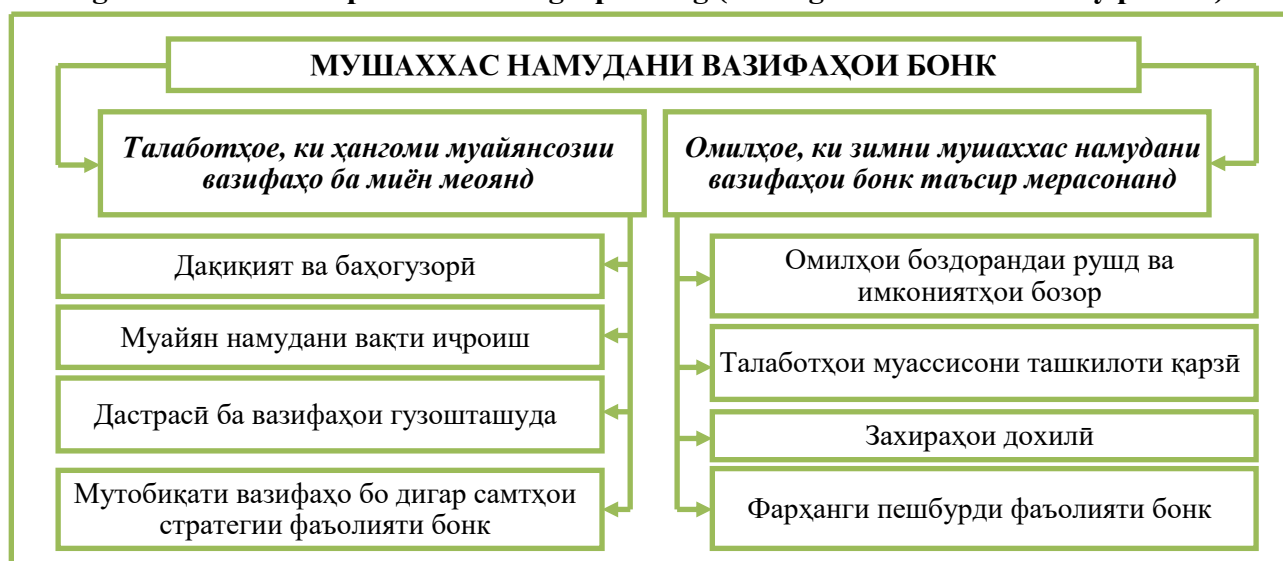 МУШАХХАС НАМУДАНИ ВАЗИФАҲОИ БОНК
Талаботҳое, ки ҳангоми муайянсозии
вазифаҳо ба миён меоянд
Дақиқият ва баҳогузорӣ
Муайян намудани вақти иҷроиш
Дастрасӣ ба вазифаҳои гузошташуда
Мутобиқати вазифаҳо бо дигар самтҳои
стратегии фаъолияти бонк
Омилҳое, ки зимни мушаххас намудани
вазифаҳои бонк таъсир мерасонанд
Омилҳои боздорандаи рушд ва
имкониятҳои бозор
Талаботҳои муассисони ташкилоти қарзӣ
Захираҳои дохилӣ
Фарҳанги пешбурди фаъолияти бонк